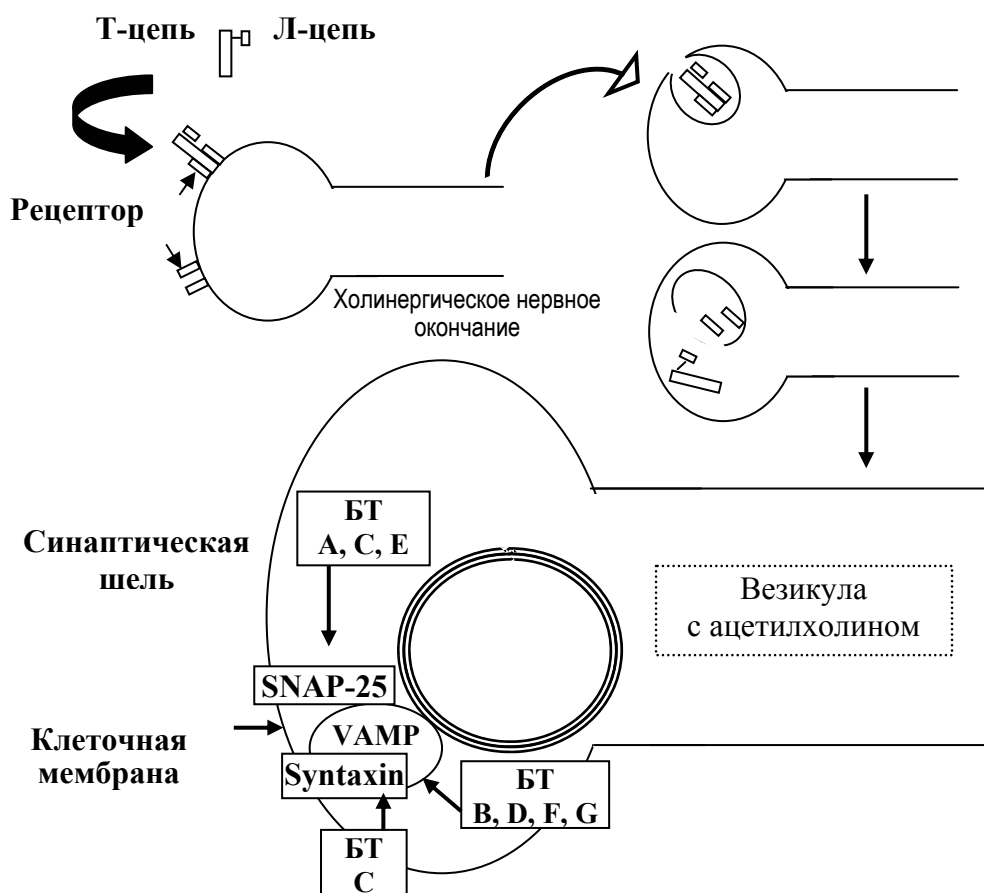 Т-цепь Л-цепь
Рецептор
Холинергическое нервное
окончание
БТ
A, C, E
Синаптическая
шель
Везикула
с ацетилхолином
SNAP-25
VAMP
Клеточная
мембрана
Syntaxin
БТ
B, D, F, G
БТ
C